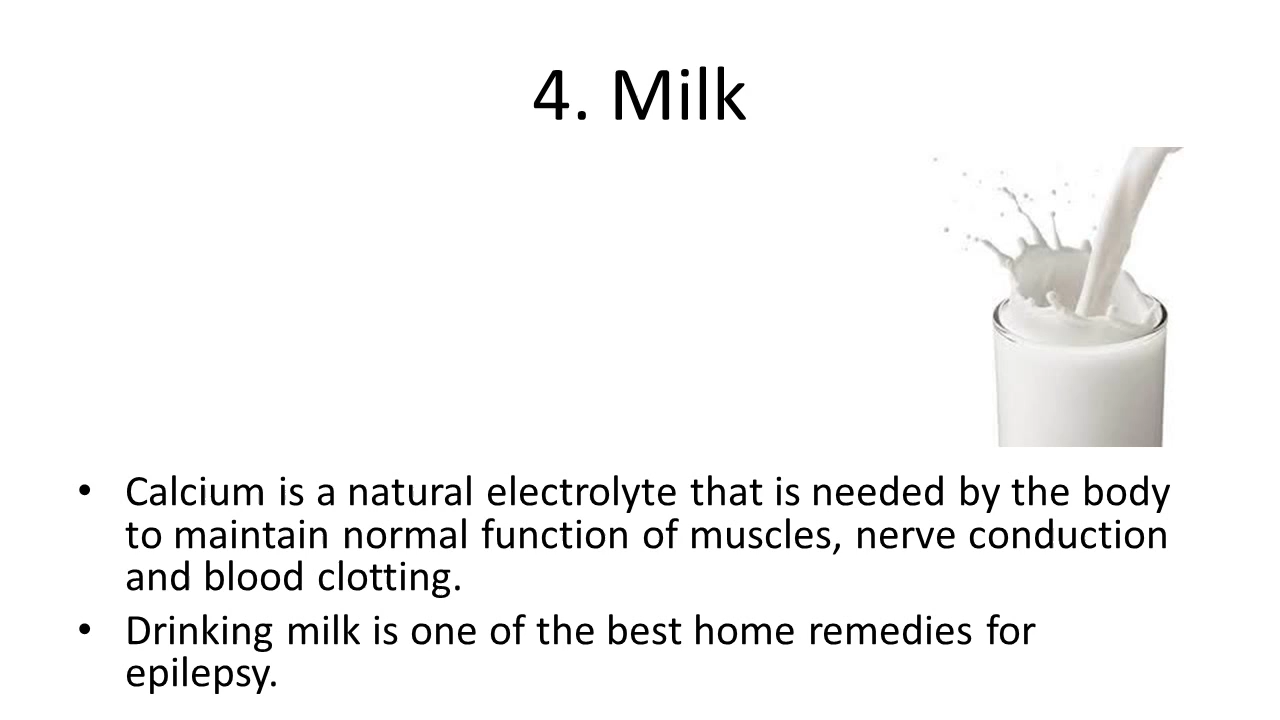 4. Milk
• Calcium is a natural electrolyte that is needed by the body
to maintain normal function of muscles, nerve conduction
and blood clotting.
• Drinking milk is one of the best home remedies for
epilepsy.